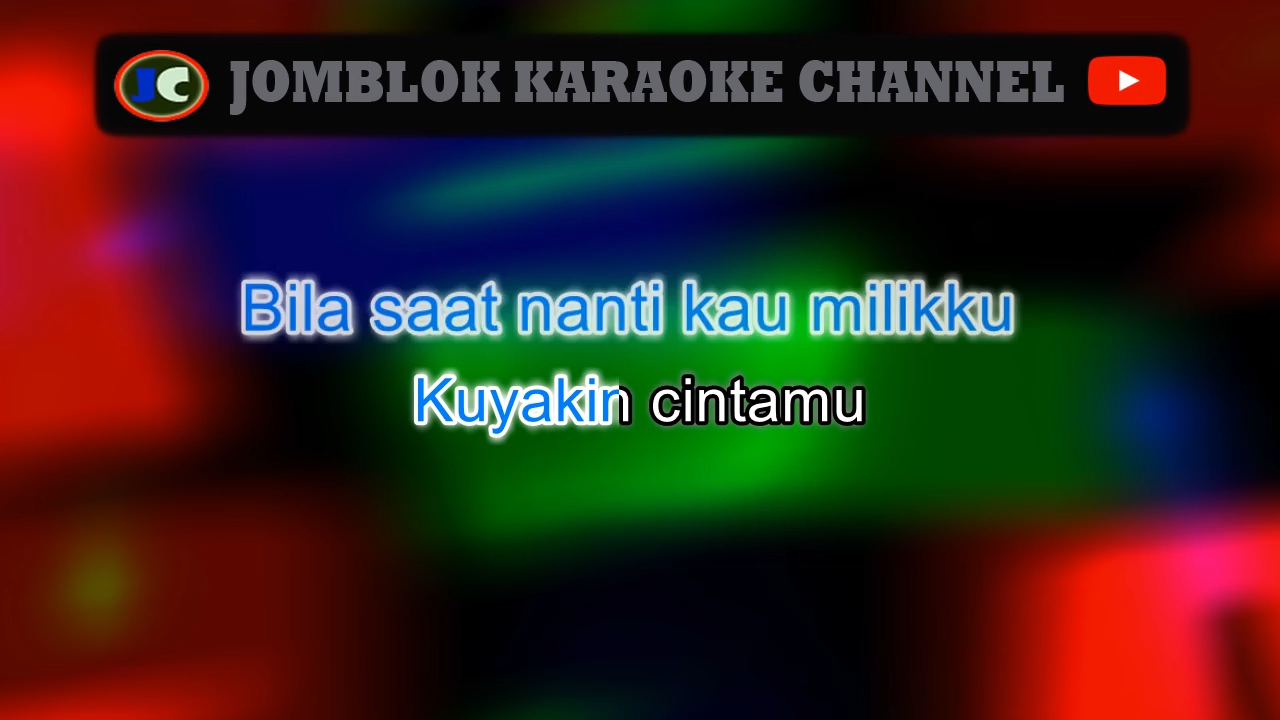 JC JOMBLOK KARAOKE CHANNEL
Bila saat nanti kau milikku
Kuyakin cintamu